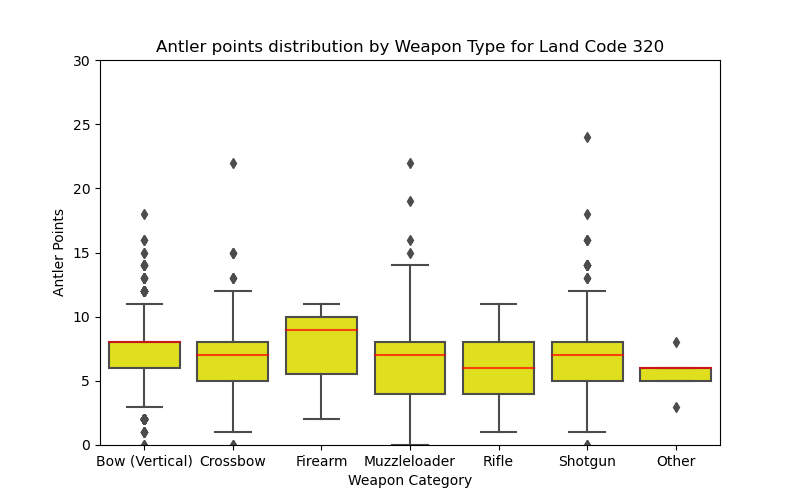 Antler points distribution by Weapon Type for Land Code 320
30
25
20
15
10
5
0
Antler Points
Bow (Vertical) Crossbow Firearm Muzzleloader Rifle Shotgun Other
Weapon Category